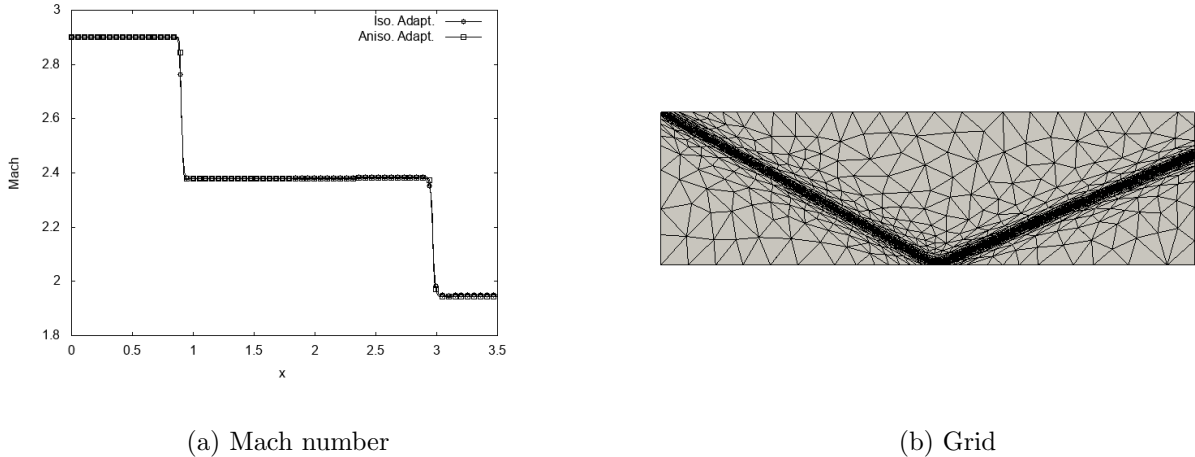 3
2.8
2.6
2.4
2.2
2
1.8
Mach
Iso. Adapt.
Aniso. Adapt.
0 0.5 1 1.5 2 2.5 3 3.5
x
(a) Mach number
(b) Grid